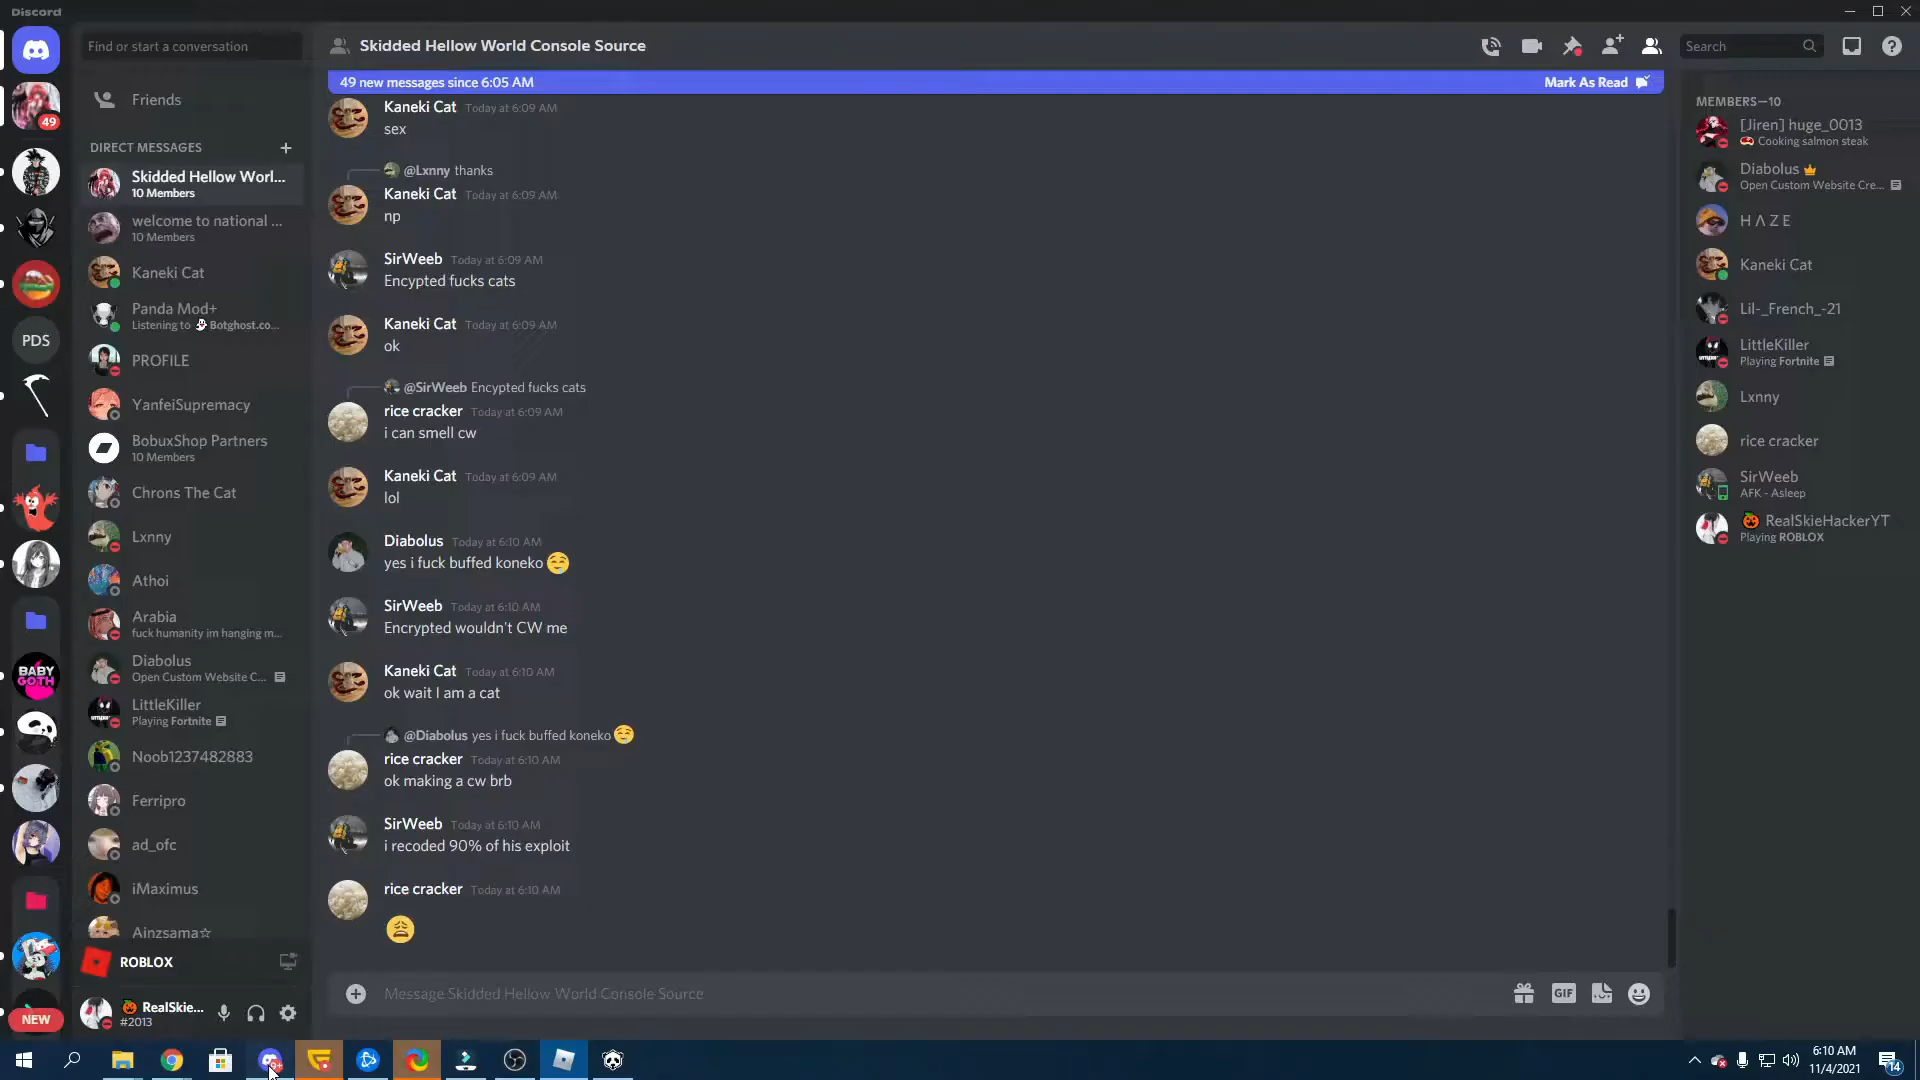 Discord
Find or start a conversation
Skidded Hellow World Console Source
Search
49 new messages since 6:05 AM
Mark As Read
49
Friends
DIRECT MESSAGES
Skidded Hellow Worl...
10 Members
welcome to national ...
10 Members
Kaneki Cat
Panda Mod+
Listening to Botghost.co...
PDS
PROFILE
YanfeiSupremacy
BobuxShop Partners
10 Members
Chrons The Cat
Lxnny
Athoi
Arabia
fuck humanity im hanging m...
Diabolus
Open Custom Website C...
BABY
GOTH
LittleKiller
Playing Fortnite
Noob1237482883
Ferripro
ad_ofc
iMaximus
Ainzsama☆
ROBLOX
NEW
RealSkie...
#2013
Kaneki Cat Today at 6:09 AM
sex
@Lxnny thanks
Kaneki Cat Today at 6:09 AM
np
SirWeeb Today at 6:09 AM
Encypted fucks cats
Kaneki Cat Today at 6:09 AM
ok
@SirWeeb Encypted fucks cats
rice cracker Today at 6:09 AM
i can smell cw
Kaneki Cat Today at 6:09 AM
lol
Diabolus Today at 6:10 AM
yes i fuck buffed koneko
SirWeeb Today at 6:10 AM
Encrypted wouldn't CW me
Kaneki Cat Today at 6:10 AM
ok wait I am a cat
@Diabolus yes i fuck buffed koneko
rice cracker Today at 6:10 AM
ok making a cw brb
SirWeeb Today at 6:10 AM
i recoded 90% of his exploit
rice cracker Today at 6:10 AM
Message Skidded Hellow World Console Source
GIF
MEMBERS—10
[Jiren] huge_0013
Cooking salmon steak
Diabolus
Open Custom Website Cre...
H Λ Z E
Kaneki Cat
Lil-_French_-21
LittleKiller
Playing Fortnite
Lxnny
rice cracker
SirWeeb
AFK - Asleep
RealSkieHackerYT
Playing ROBLOX
6:10 AM
11/4/2021
14